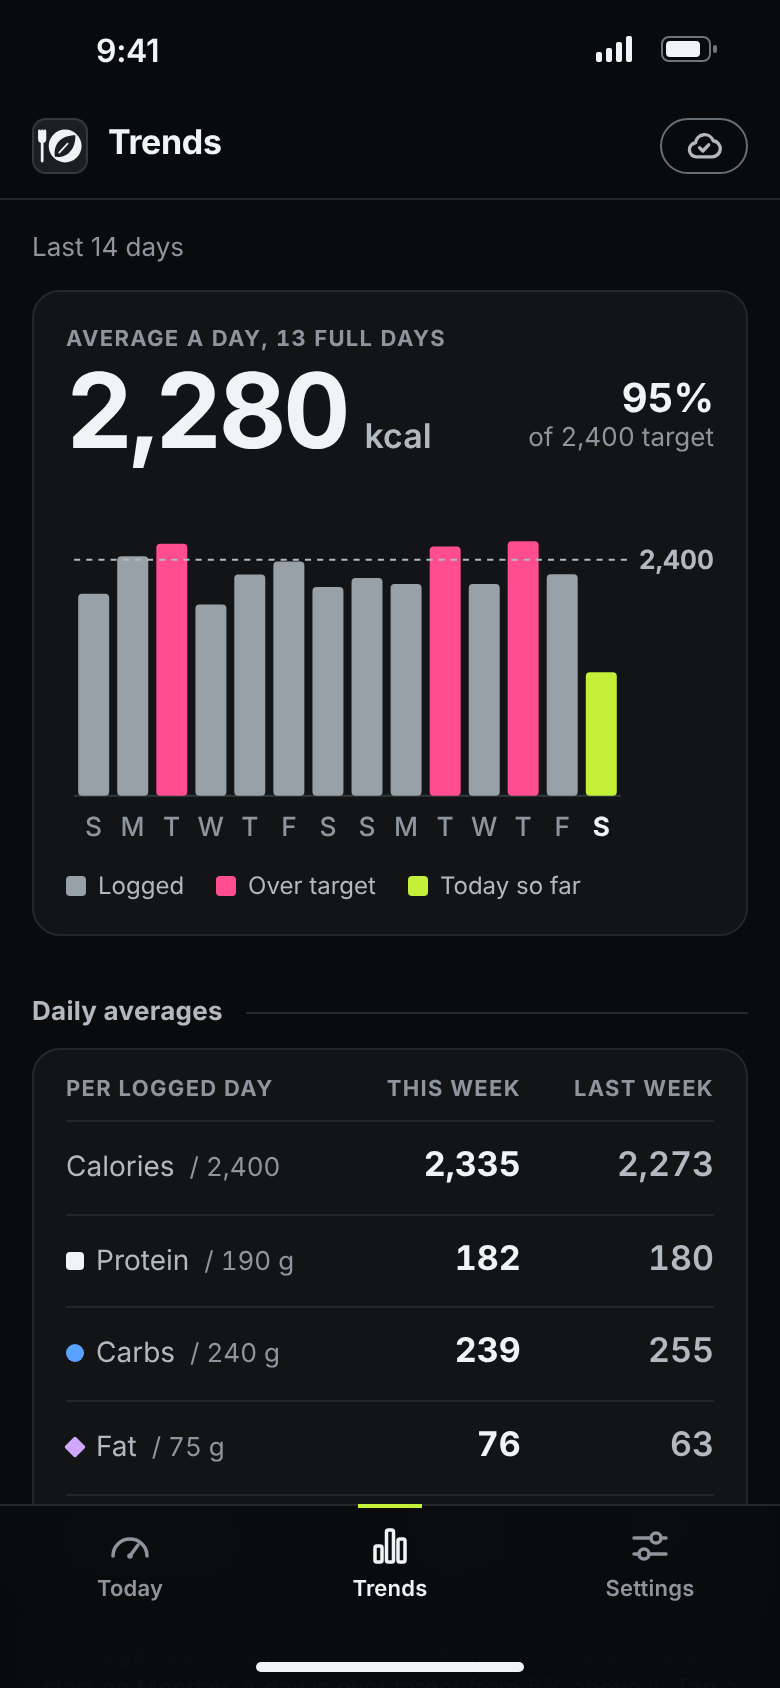 9:41
Trends
Last 14 days
AVERAGE A DAY, 13 FULL DAYS
2,280 kcal
95%
of 2,400 target
2,400
S M T W T F S S M T W T F S
Logged Over target Today so far
Daily averages
PER LOGGED DAY THIS WEEK LAST WEEK
Calories / 2,400 2,335 2,273
Protein / 190 g 182 180
Carbs / 240 g 239 255
Fat / 75 g 76 63
Today Trends Settings